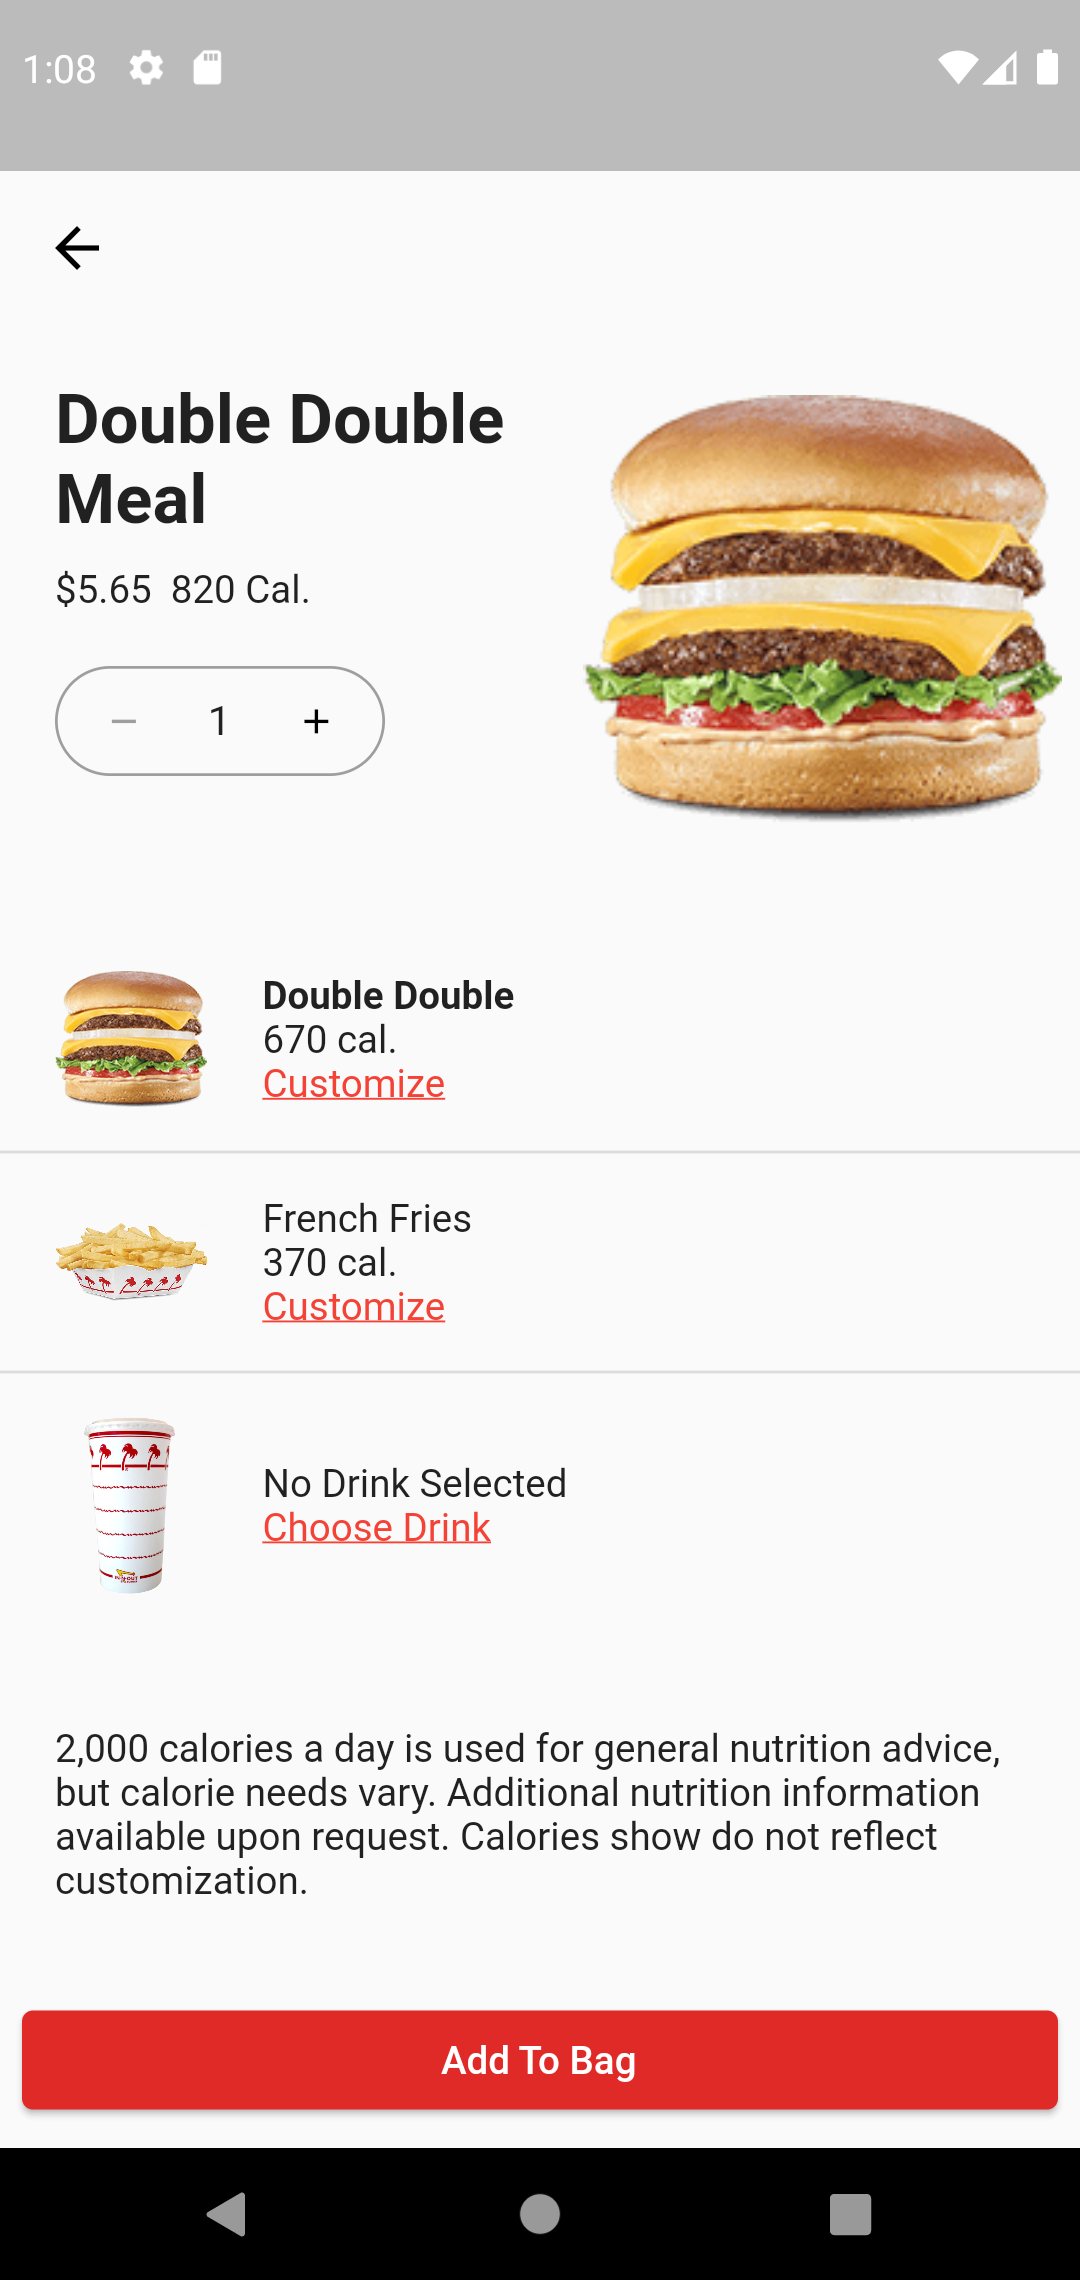 1:08
Double Double
Meal
$5.65 820 Cal.
1
Double Double
670 cal.
Customize
French Fries
370 cal.
Customize
No Drink Selected
Choose Drink
2,000 calories a day is used for general nutrition advice,
but calorie needs vary. Additional nutrition information
available upon request. Calories show do not reflect
customization.
Add To Bag